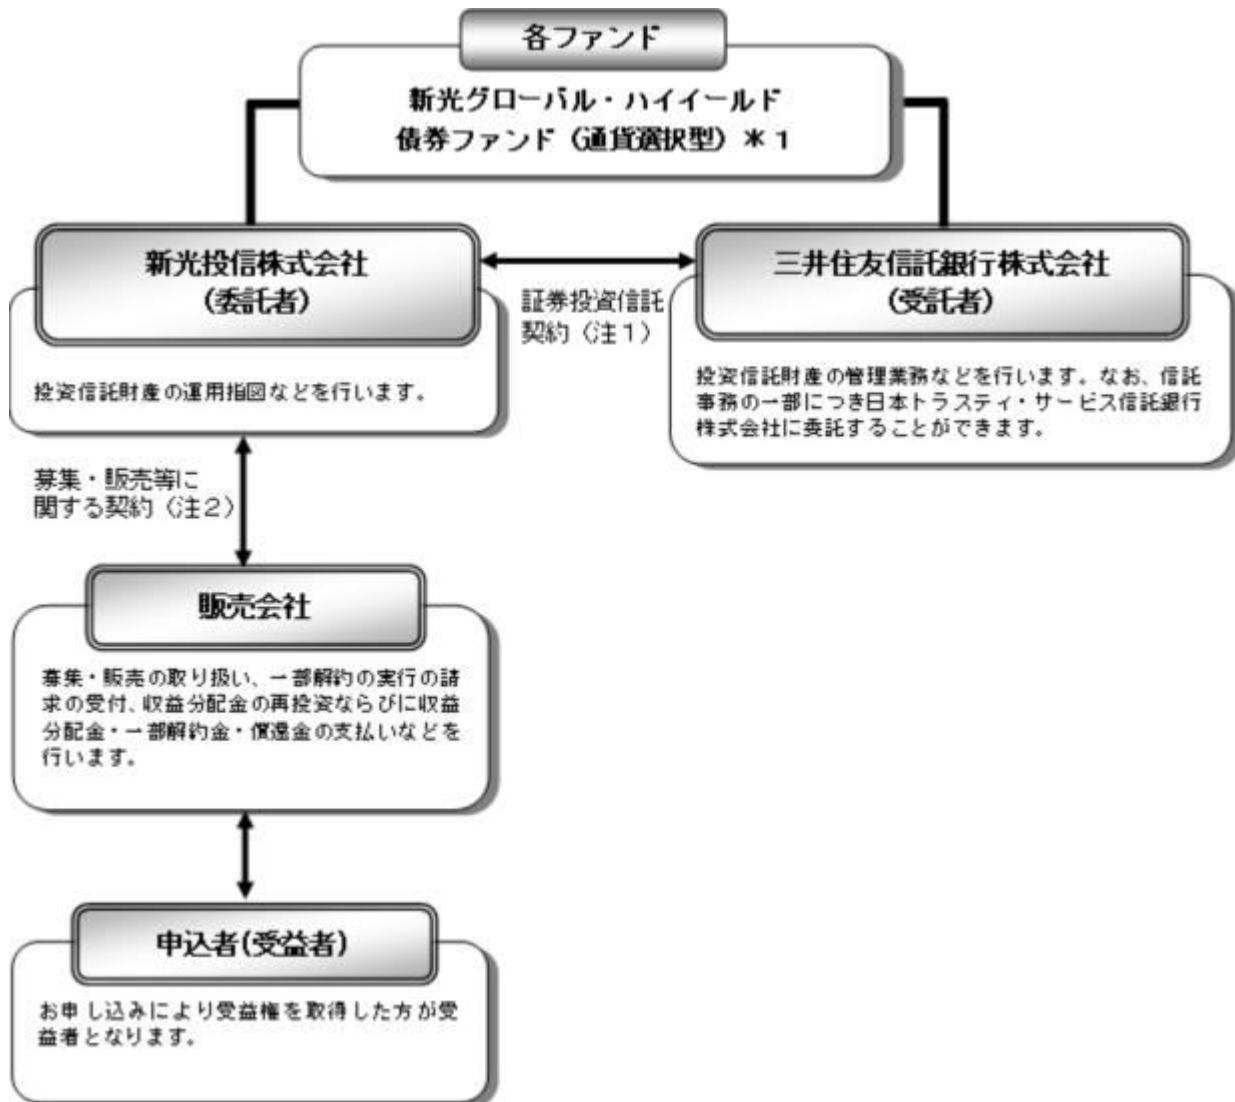 各ファンド
新光グローバル・ハイイールド
債券ファンド（通貨選択型）＊１
新光投信株式会社
（委託者）
投資信託財産の運用指図などを行います。
証券投資信託
契約（注１）
三井住友信託銀行株式会社
（受託者）
投資信託財産の管理業務などを行います。なお、信託
事務の一部につき日本トラスティ・サービス信託銀行
株式会社に委託することができます。
募集・販売等に
関する契約（注２）
販売会社
募集・販売の取り扱い、一部解約の実行の請
求の受付、収益分配金の再投資ならびに収益
分配金・一部解約金・償還金の支払いなどを
行います。
申込者(受益者)
お申し込みにより受益権を取得した方が受
益者となります。